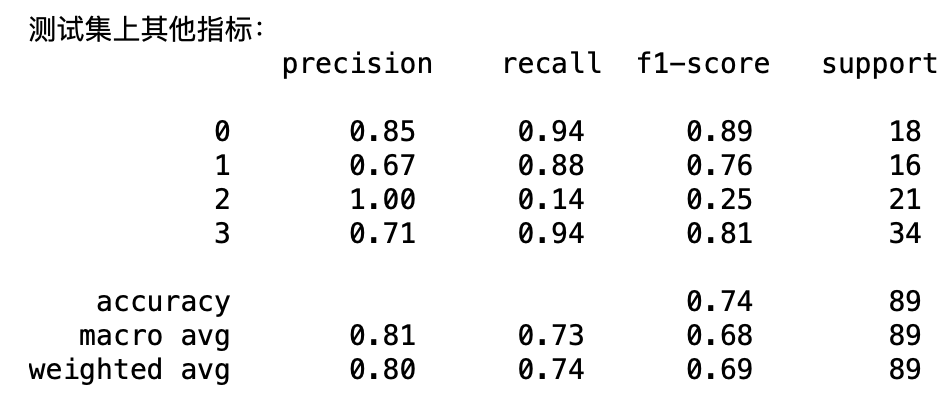 测试集上其他指标：
precision recall f1-score support
0 0.85 0.94 0.89 18
1 0.67 0.88 0.76 16
2 1.00 0.14 0.25 21
3 0.71 0.94 0.81 34
accuracy 0.74 89
macro avg 0.81 0.73 0.68 89
weighted avg 0.80 0.74 0.69 89